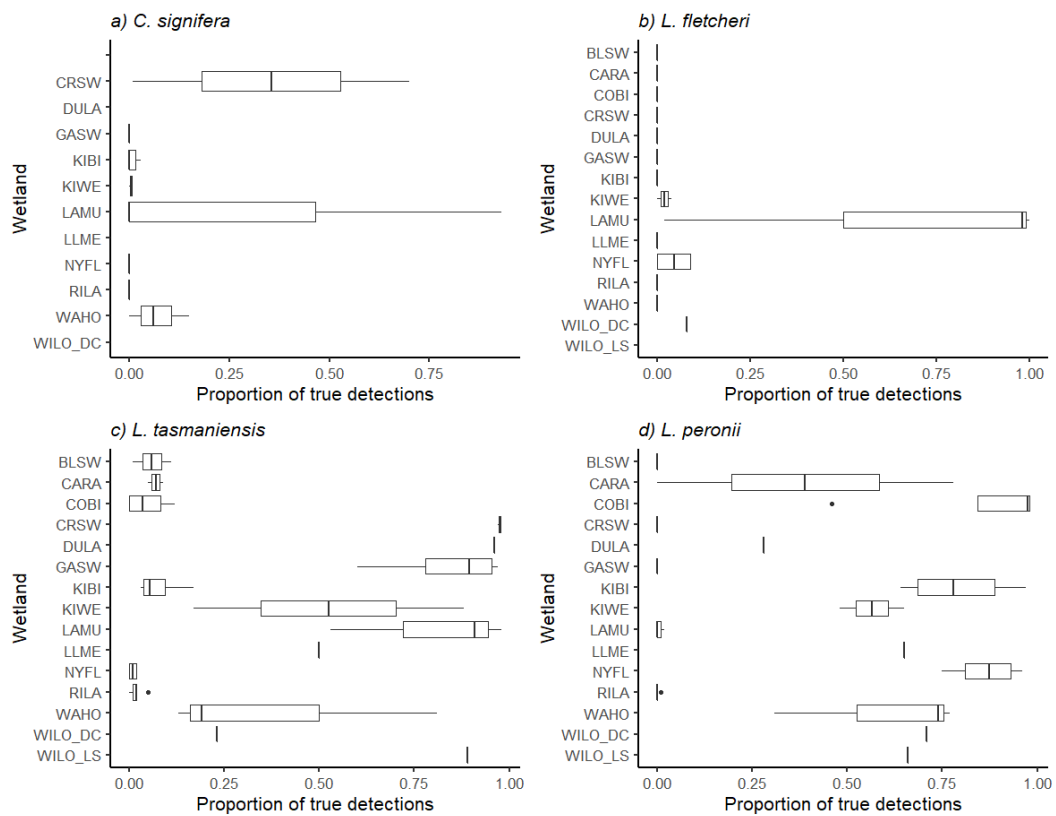 a) C. signifera
CRSW
DULA
GASW
KIBI
KIWE
LAMU
LLME
NYFL
RILA
WAHO
WILO_DC
Wetland
0.00 0.25 0.50 0.75
Proportion of true detections
b) L. fletcheri
BLSW
CARA
COBI
CRSW
DULA
GASW
KIBI
KIWE
LAMU
LLME
NYFL
RILA
WAHO
WILO_DC
WILO_LS
Wetland
0.00 0.25 0.50 0.75 1.00
Proportion of true detections
c) L. tasmaniensis
BLSW
CARA
COBI
CRSW
DULA
GASW
KIBI
KIWE
LAMU
LLME
NYFL
RILA
WAHO
WILO_DC
WILO_LS
Wetland
0.00 0.25 0.50 0.75 1.00
Proportion of true detections
d) L. peronii
BLSW
CARA
COBI
CRSW
DULA
GASW
KIBI
KIWE
LAMU
LLME
NYFL
RILA
WAHO
WILO_DC
WILO_LS
Wetland
0.00 0.25 0.50 0.75 1.00
Proportion of true detections